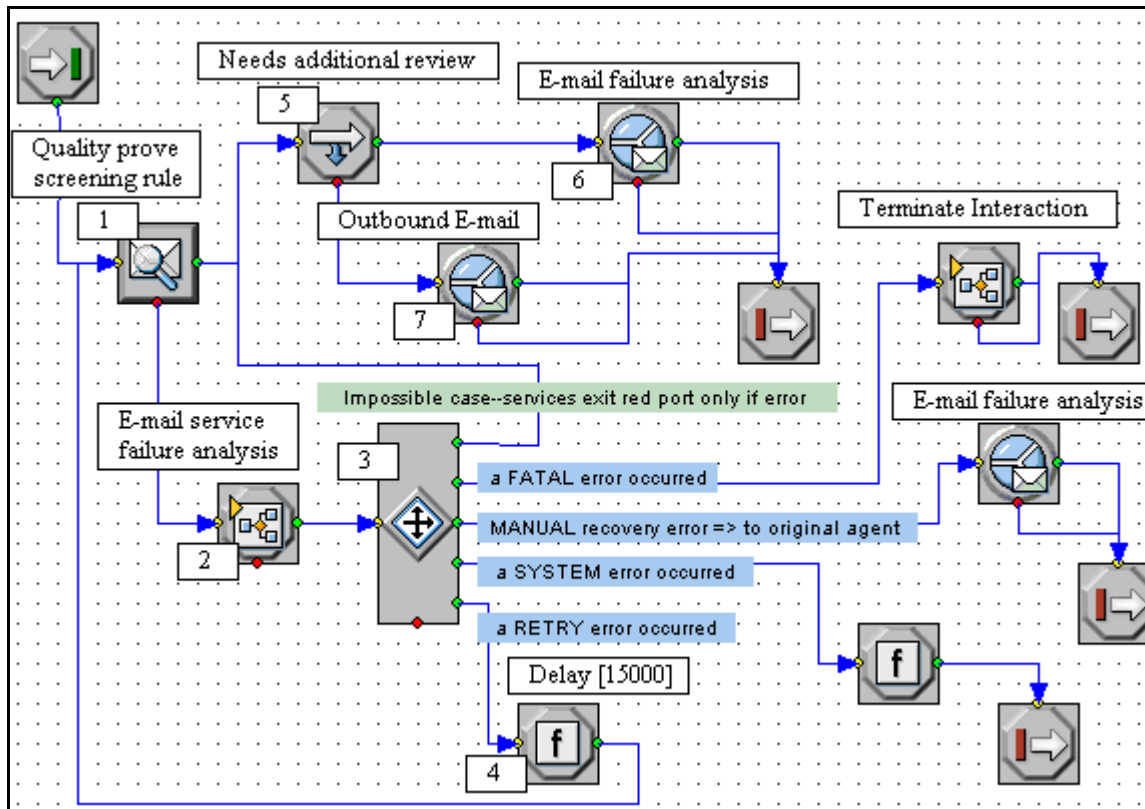 Needs additional review
E-mail failure analysis
5
Quality prove
screening rule
6
1
Outbound E-mail
Terminate Interaction
7
Impossible case--services exit red port only if error
E-mail failure analysis
E-mail service
failure analysis
3
a FATAL error occurred
MANUAL recovery error => to original agent
2
a SYSTEM error occurred
a RETRY error occurred
f
Delay [15000]
f
4